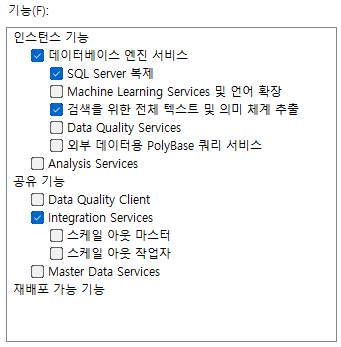 기능(F):
인스턴스 기능
데이터베이스 엔진 서비스
SQL Server 복제
Machine Learning Services 및 언어 확장
검색을 위한 전체 텍스트 및 의미 체계 추출
Data Quality Services
외부 데이터용 PolyBase 쿼리 서비스
Analysis Services
공유 기능
Data Quality Client
Integration Services
스케일 아웃 마스터
스케일 아웃 작업자
Master Data Services
재배포 가능 기능